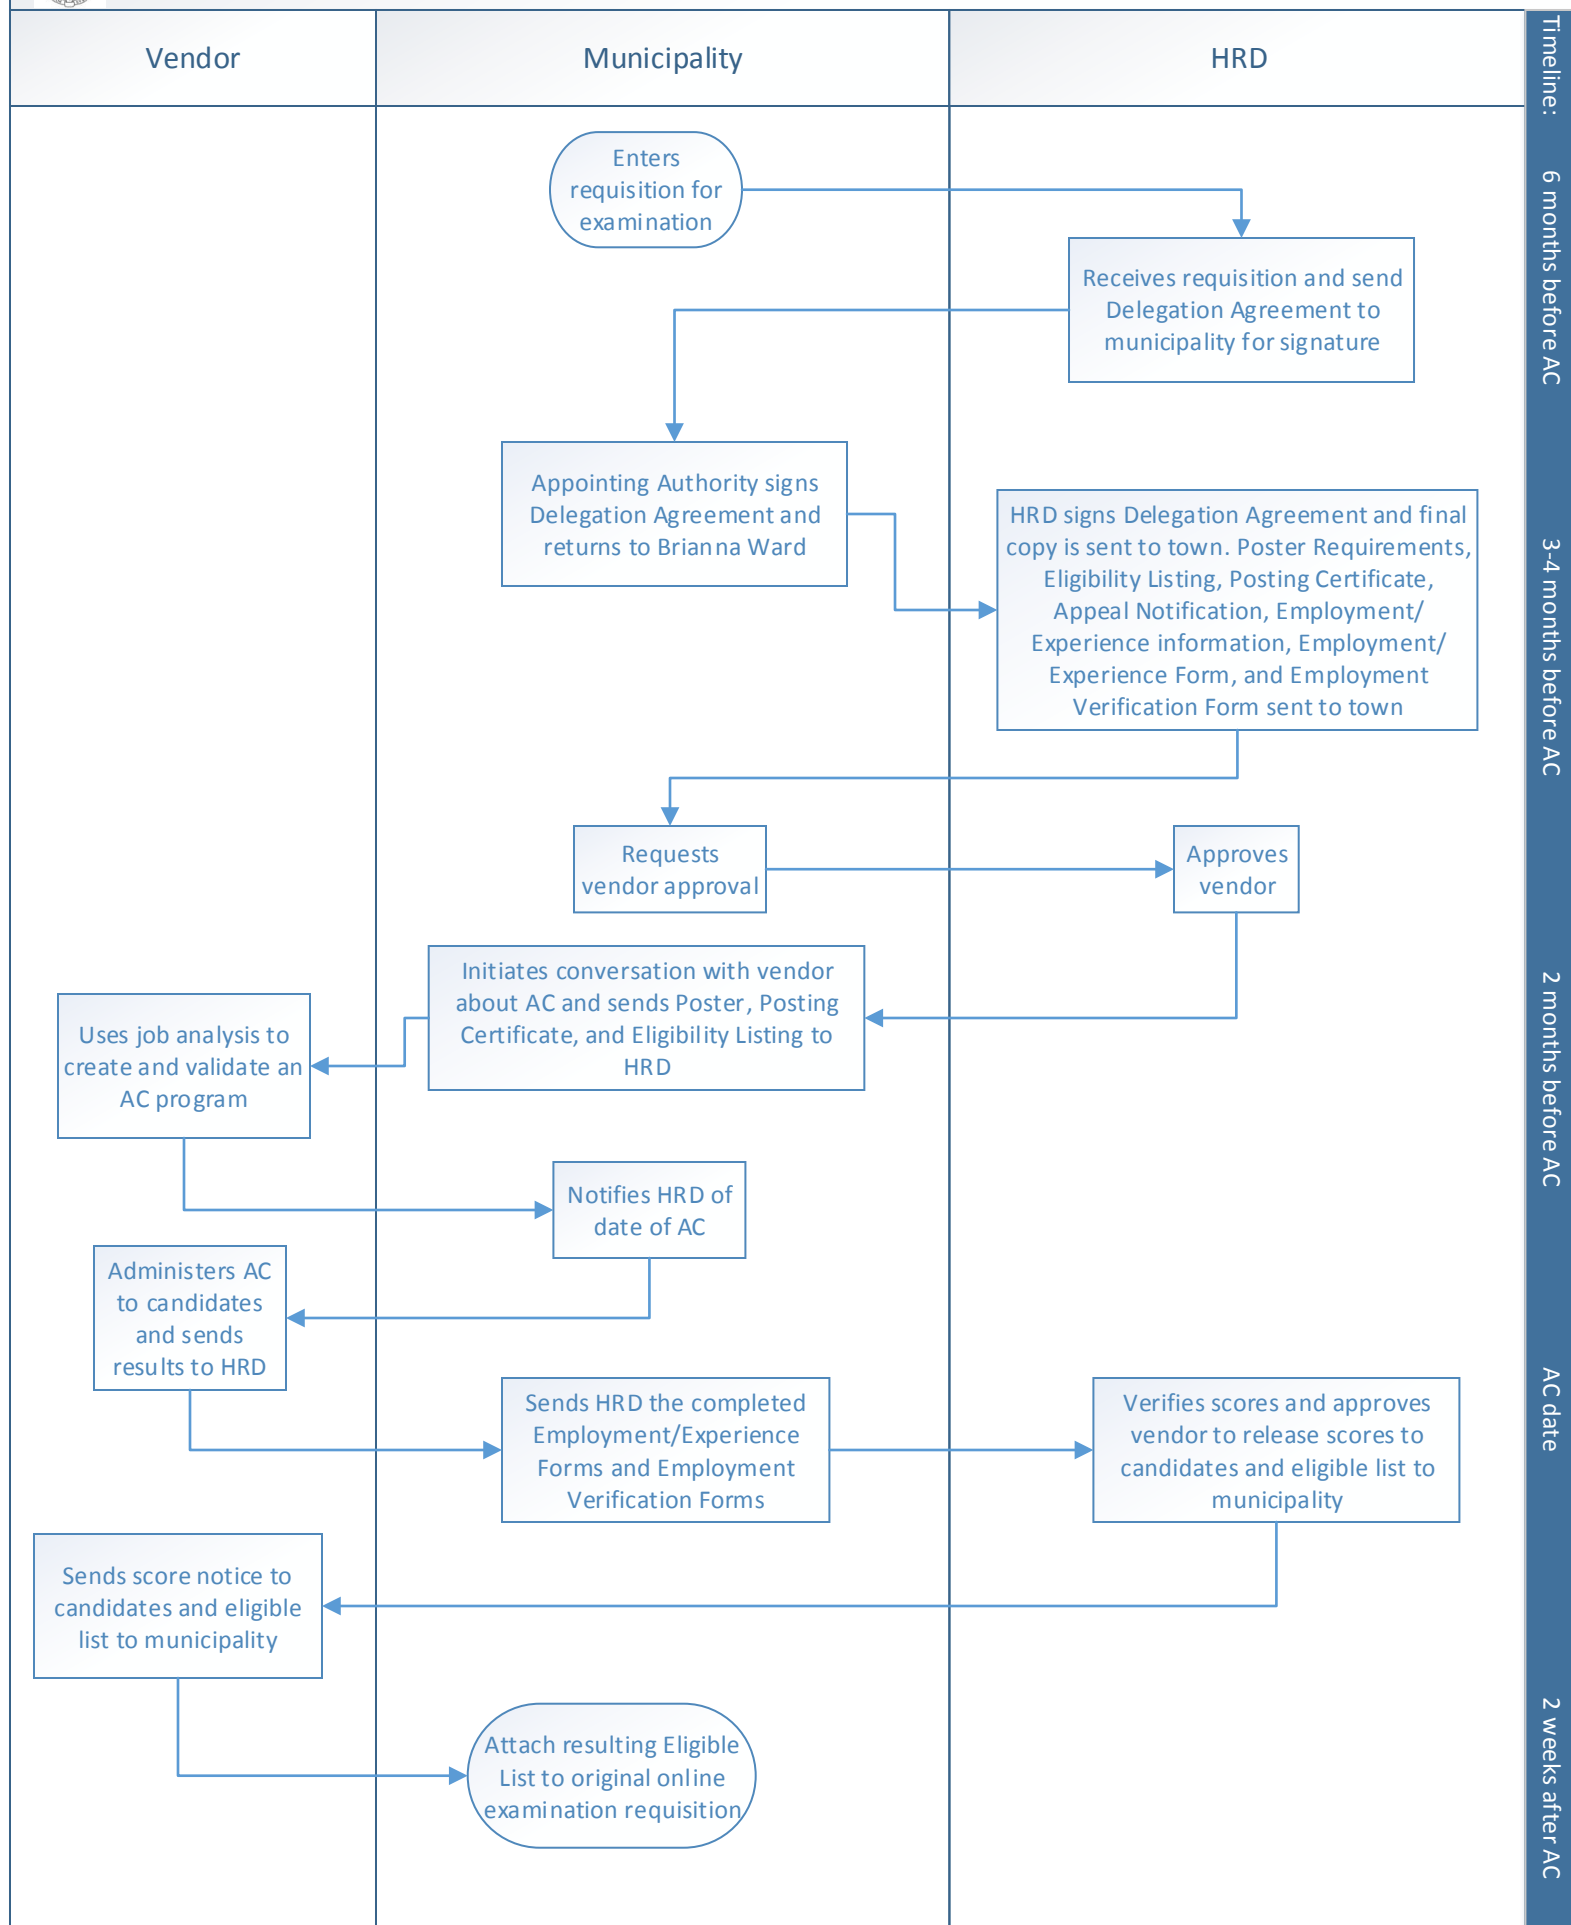 Vendor
Municipality
HRD
Timeline:
Enters
requisition for
examination
6 months before AC
Receives requisition and send
Delegation Agreement to
municipality for signature
Appointing Authority signs
Delegation Agreement and
returns to Brianna Ward
HRD signs Delegation Agreement and final
copy is sent to town. Poster Requirements,
Eligibility Listing, Posting Certificate,
Appeal Notification, Employment/
Experience information, Employment/
Experience Form, and Employment
Verification Form sent to town
3-4 months before AC
Requests
vendor approval
Approves
vendor
Initiates conversation with vendor
about AC and sends Poster, Posting
Certificate, and Eligibility Listing to
HRD
2 months before AC
Uses job analysis to
create and validate an
AC program
Notifies HRD of
date of AC
Administers AC
to candidates
and sends
results to HRD
Sends HRD the completed
Employment/Experience
Forms and Employment
Verification Forms
Verifies scores and approves
vendor to release scores to
candidates and eligible list to
municipality
AC date
Sends score notice to
candidates and eligible
list to municipality
Attach resulting Eligible
List to original online
examination requisition
2 weeks after AC